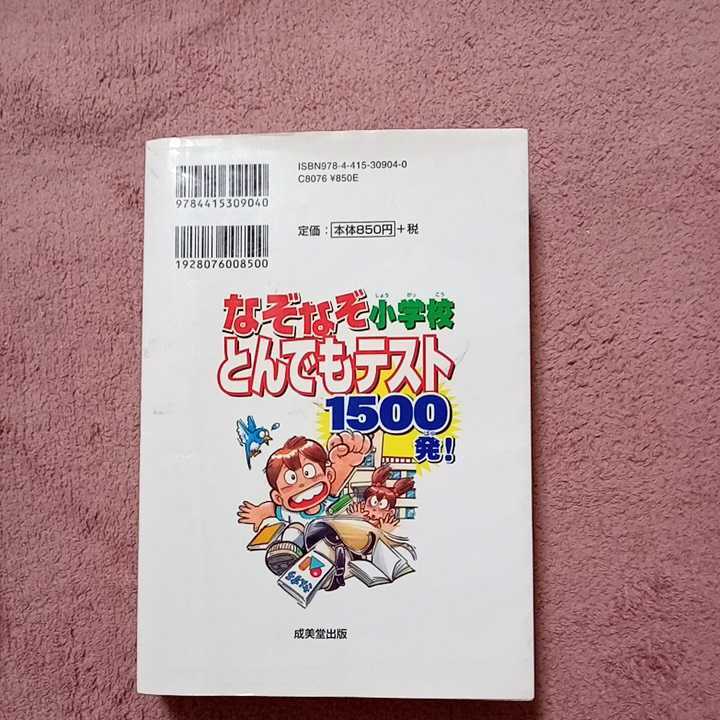 ISBN978-4-415-30904-0
C8076 ¥850E
9784415309040
定価：本体850円+税
1928076008500
なぞなぞ小学校
しょう がっ こう
とんでもテスト
1500
発！
ぱつ
成美堂出版